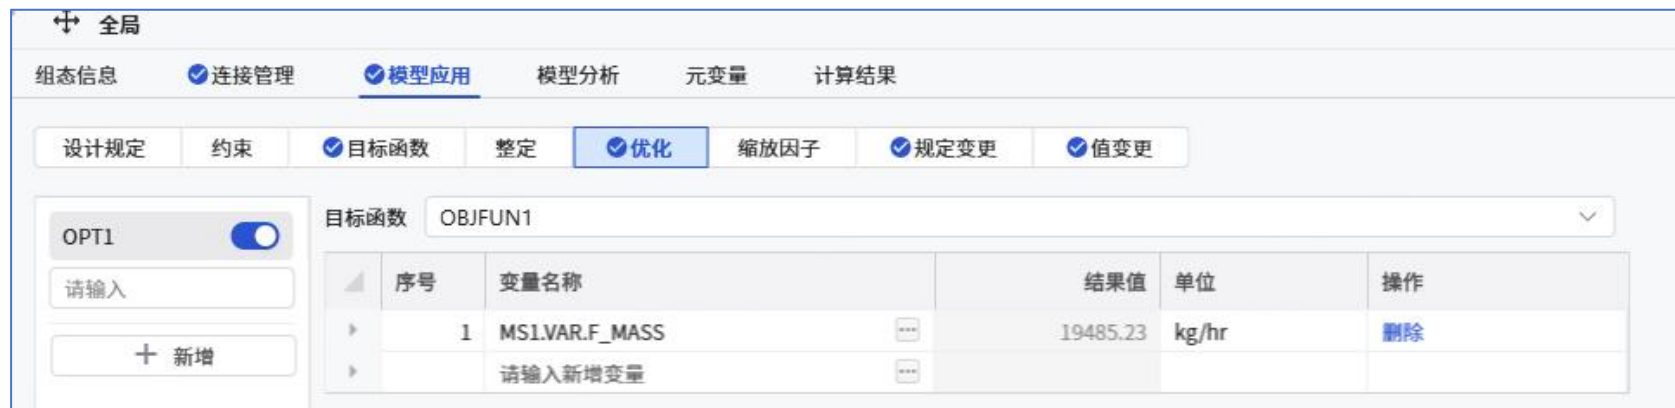 全局
组态信息 连接管理 模型应用 模型分析 元变量 计算结果
设计规定 约束 目标函数 整定 优化 缩放因子 规定变更 值变更
OPT1 目标函数 OBJFUN1
请输入 序号 变量名称 结果值 单位 操作
1 MS1.VAR.F_MASS ... 19485.23 kg/hr 删除
+ 新增 请输入新增变量 ...